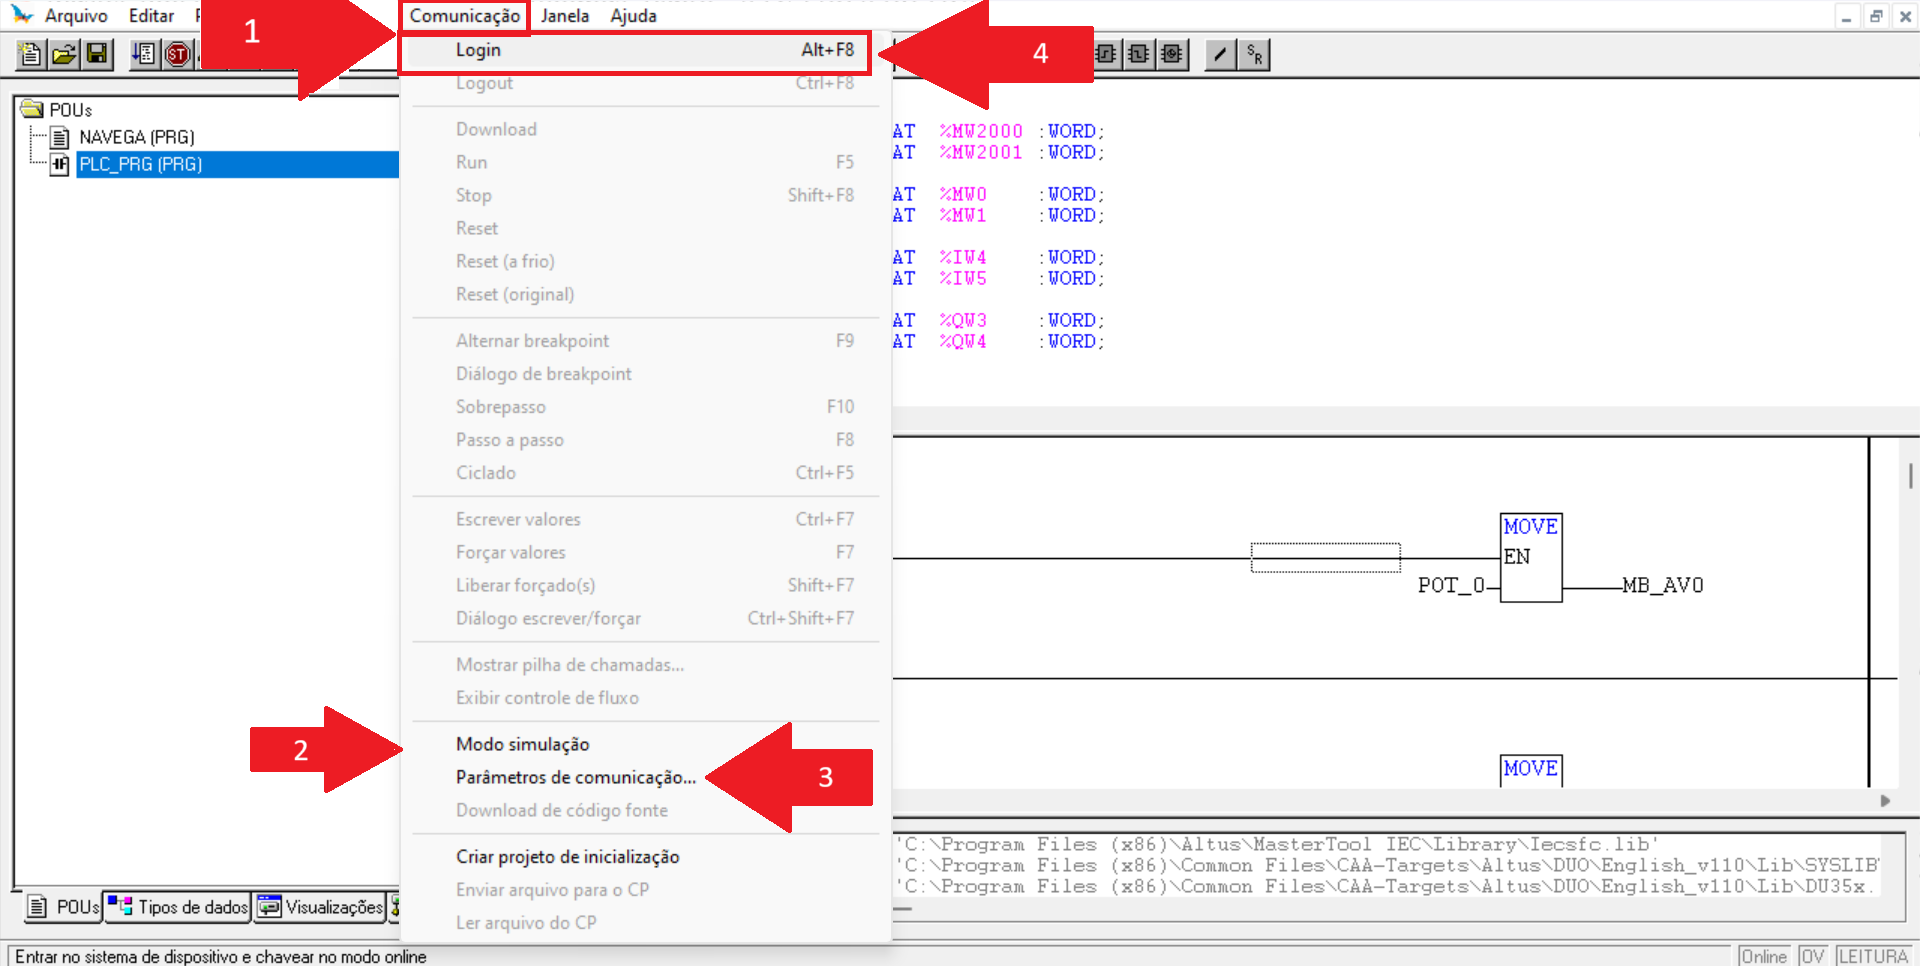 Arquivo Editar Comunicação Janela Ajuda
1
4
Login Alt+F8
Logout Ctrl+F8
Download
Run F5
Stop Shift+F8
Reset
Reset (a frio)
Reset (original)
Alternar breakpoint F9
Diálogo de breakpoint
Sobrepasso F10
Passo a passo F8
Ciclado Ctrl+F5
Escrever valores Ctrl+F7
Forçar valores F7
Liberar forçado(s) Shift+F7
Diálogo escrever/forçar Ctrl+Shift+F7
Mostrar pilha de chamadas...
Exibir controle de fluxo
2
Modo simulação
Parâmetros de comunicação...
3
Download de código fonte
Criar projeto de inicialização
Enviar arquivo para o CP
Ler arquivo do CP
ST
S R
POUs
NAVEGA (PRG)
PLC_PRG (PRG)
AT %MW2000 :WORD;
AT %MW2001 :WORD;
AT %MW0 :WORD;
AT %MW1 :WORD;
AT %IW4 :WORD;
AT %IW5 :WORD;
AT %QW3 :WORD;
AT %QW4 :WORD;
MOVE
EN
POT_0 MB_AV0
MOVE
'C:\Program Files (x86)\Altus\MasterTool IEC\Library\Iecsfc.lib'
'C:\Program Files (x86)\Common Files\CAA-Targets\Altus\DUO\English_v110\Lib\SYSLIB
'C:\Program Files (x86)\Common Files\CAA-Targets\Altus\DUO\English_v110\Lib\DU35x.
POUs Tipos de dados Visualizações
Entrar no sistema de dispositivo e chavear no modo online
Online OV LEITURA